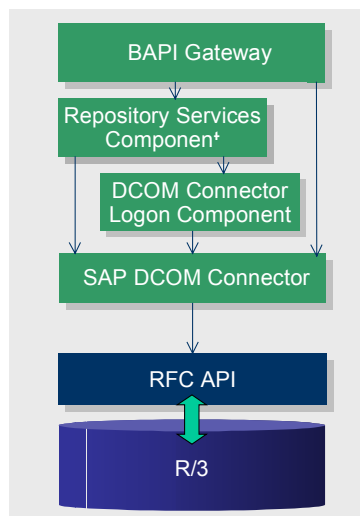 BAPI Gateway
Repository Services
Component
DCOM Connector
Logon Component
SAP DCOM Connector
RFC API
R/3